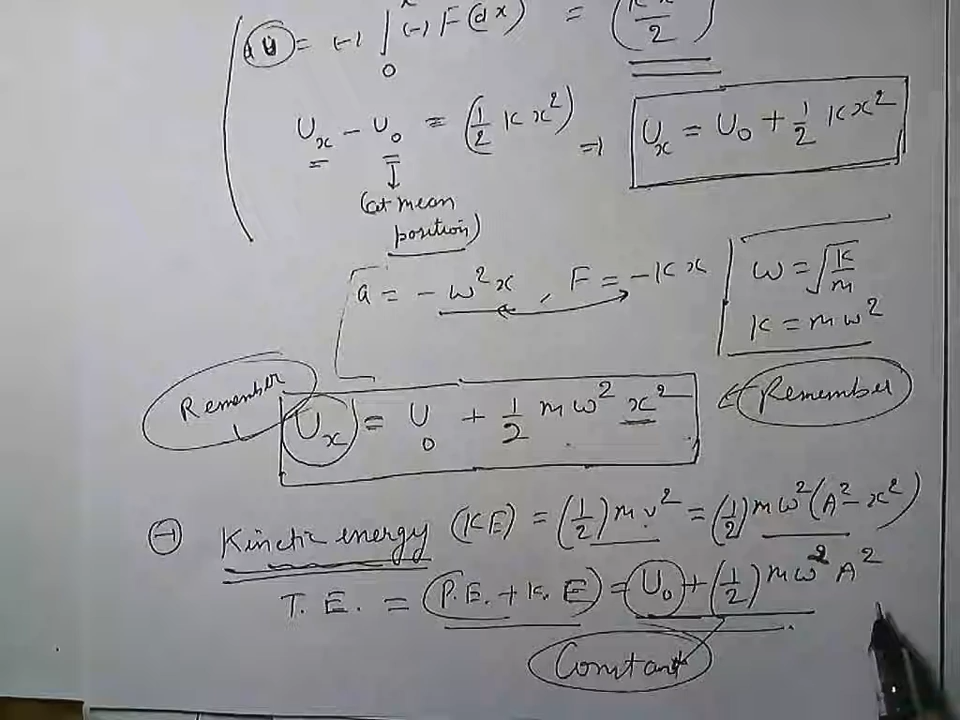 du = (-) ∫₀ˣ (-) F (dx) = (kx²/2)
Uₓ - U₀ = (1/2 kx²) ⇒ Uₓ = U₀ + 1/2 kx²
(at mean
position)
a = - ω²x , F = - kx
ω = √(k/m)
k = mω²
Remember
Uₓ = U₀ + 1/2 mω² x²
← Remember
Kinetic energy (KE) = (1/2) mv² = (1/2) mω² (A² - x²)
T. E. = (P.E. + K. E) = U₀ + (1/2) mω² A²
Constant